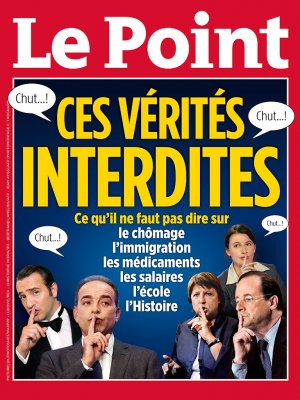 Le Point
Chut...!
CES VÉRITÉS
Chut...!
INTERDITES
Ce qu'il ne faut pas dire sur
le chômage
l'immigration
Chut...!
les médicaments
Chut...!
les salaires
l'école
l'Histoire